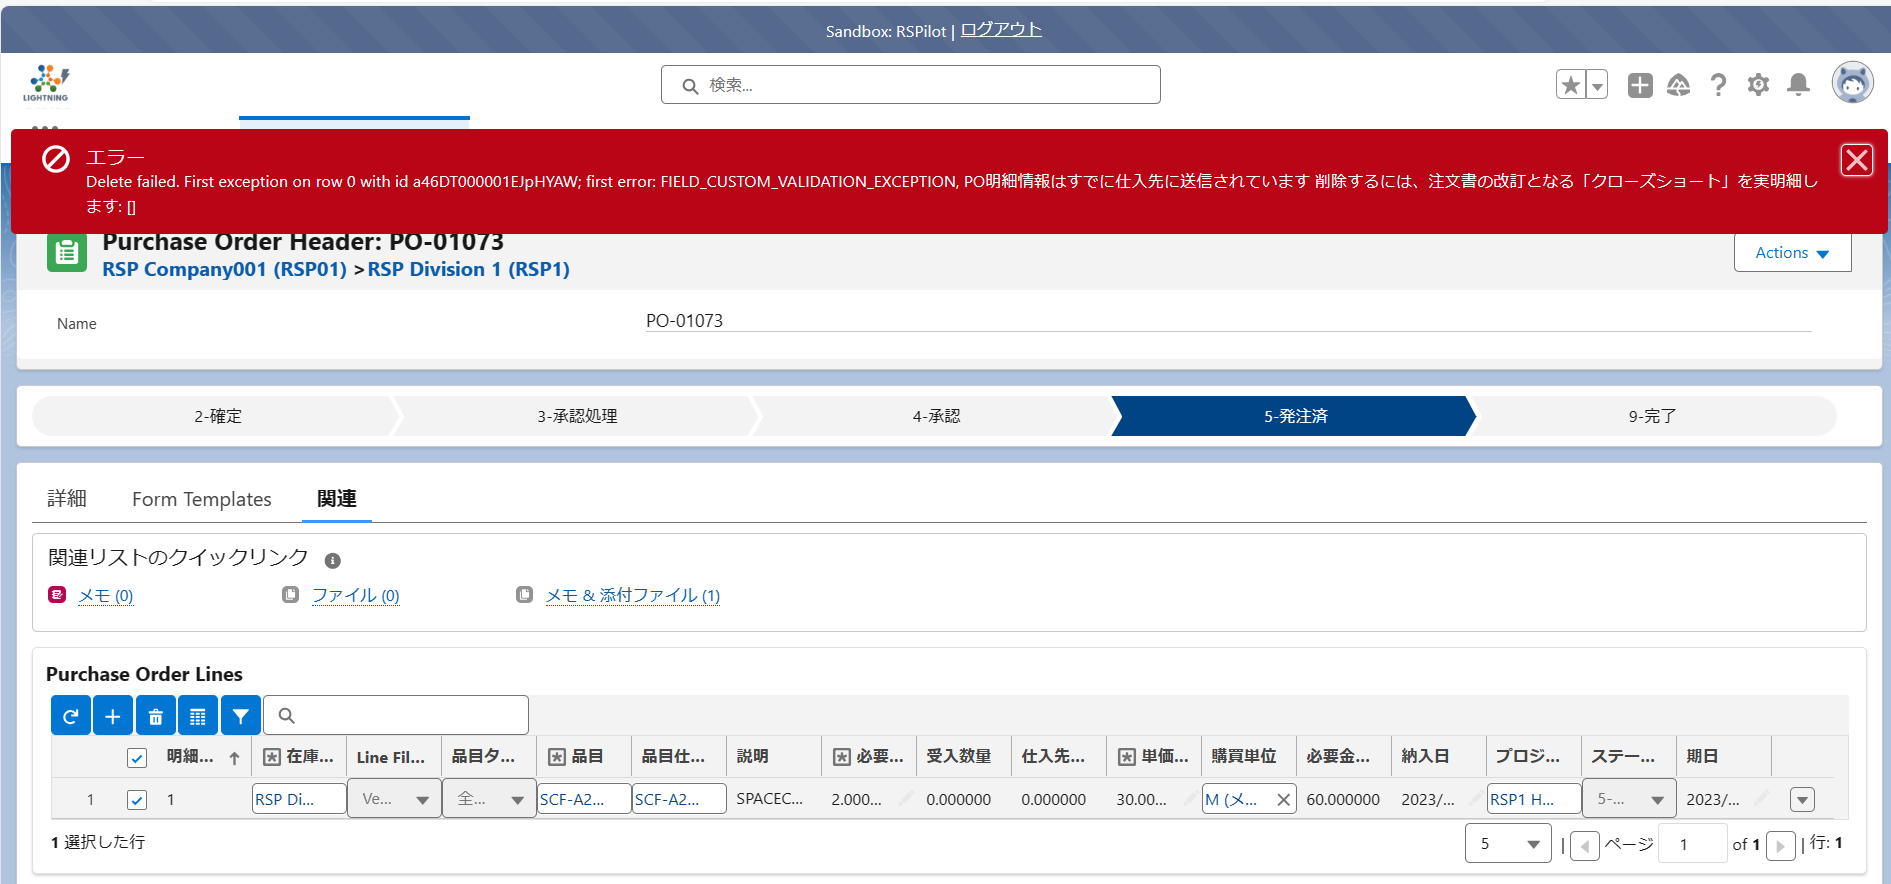 Sandbox: RSPilot | ログアウト
LIGHTNING
検索...
エラー
Delete failed. First exception on row 0 with id a46DT000001EJpHYAW; first error: FIELD_CUSTOM_VALIDATION_EXCEPTION, PO明細情報はすでに仕入先に送信されています 削除するには、注文書の改訂となる「クローズショート」を実明細し
ます: []
Purchase Order Header: PO-01073
RSP Company001 (RSP01) >RSP Division 1 (RSP1)
Actions
Name
PO-01073
2-確定
3-承認処理
4-承認
5-発注済
9-完了
詳細
Form Templates
関連
関連リストのクイックリンク
メモ (0)
ファイル (0)
メモ & 添付ファイル (1)
Purchase Order Lines
明細... 在庫... Line Fil... 品目タ... 品目 品目仕... 説明 必要... 受入数量 仕入先... 単価... 購買単位 必要金... 納入日 プロジ... ステー... 期日
1 1 RSP Di... Ve... 全... SCF-A2... SCF-A2... SPACEC... 2.000... 0.000000 0.000000 30.00... M (メ... 60.000000 2023/... RSP1 H... 5-... 2023/...
1 選択した行
5 | ページ 1 of 1 | 行: 1